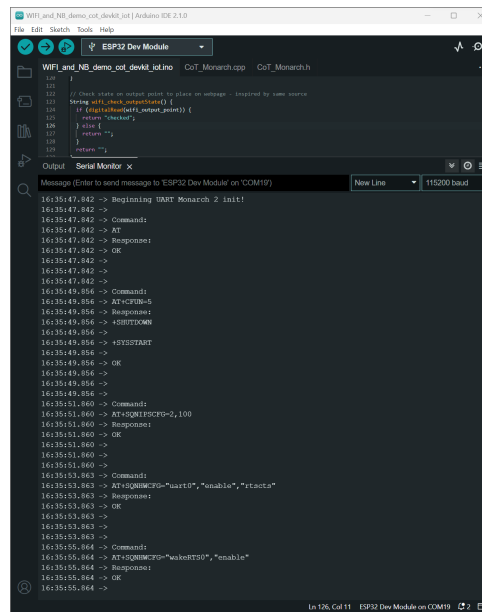 WIFI_and_NB_demo_cot_devkit_iot | Arduino IDE 2.1.0
File Edit Sketch Tools Help
ESP32 Dev Module
WIFI_and_NB_demo_cot_devkit_iot.ino CoT_Monarch.cpp CoT_Monarch.h
120 }
121
122 // Check state on output point to place on webpage - inspired by same source
123 String wifi_check_outputState() {
124 if (digitalRead(wifi_output_point)) {
125 return "checked";
126 } else {
127 return "";
128 }
129 return "";
Output Serial Monitor ×
Message (Enter to send message to 'ESP32 Dev Module' on 'COM19') New Line 115200 baud
16:35:47.842 -> Beginning UART Monarch 2 init!
16:35:47.842 ->
16:35:47.842 -> Command:
16:35:47.842 -> AT
16:35:47.842 -> Response:
16:35:47.842 -> OK
16:35:47.842 ->
16:35:47.842 ->
16:35:47.842 ->
16:35:49.856 -> Command:
16:35:49.856 -> AT+CFUN=5
16:35:49.856 -> Response:
16:35:49.856 -> +SHUTDOWN
16:35:49.856 ->
16:35:49.856 -> +SYSSTART
16:35:49.856 ->
16:35:49.856 -> OK
16:35:49.856 ->
16:35:49.856 ->
16:35:49.856 ->
16:35:51.860 -> Command:
16:35:51.860 -> AT+SQNIPSCFG=2,100
16:35:51.860 -> Response:
16:35:51.860 -> OK
16:35:51.860 ->
16:35:51.860 ->
16:35:51.860 ->
16:35:53.863 -> Command:
16:35:53.863 -> AT+SQNHWCFG="uart0","enable","rtscts"
16:35:53.863 -> Response:
16:35:53.863 -> OK
16:35:53.863 ->
16:35:53.863 ->
16:35:53.863 ->
16:35:55.864 -> Command:
16:35:55.864 -> AT+SQNHWCFG="wakeRTS0","enable"
16:35:55.864 -> Response:
16:35:55.864 -> OK
16:35:55.864 ->
Ln 126, Col 11 ESP32 Dev Module on COM19 2